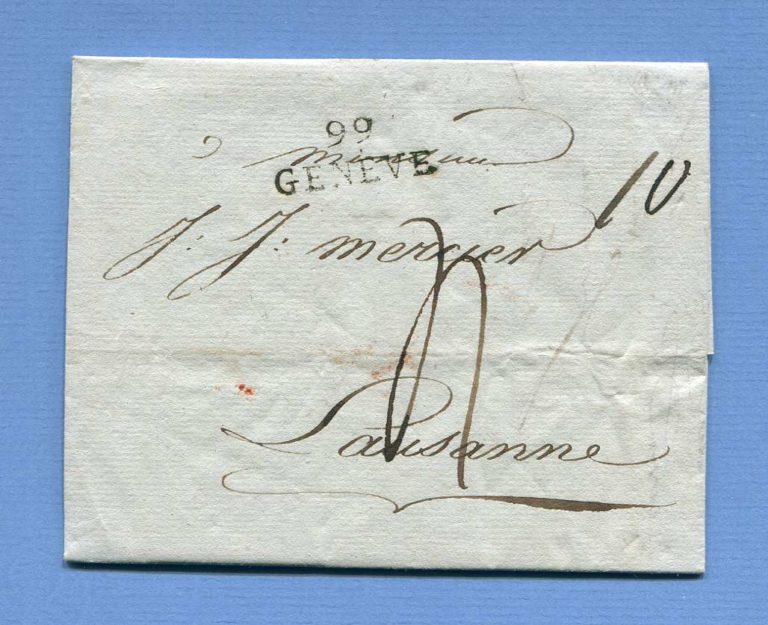 99
GENEVE
à Monsieur
10
J: J: mercier
Lausanne